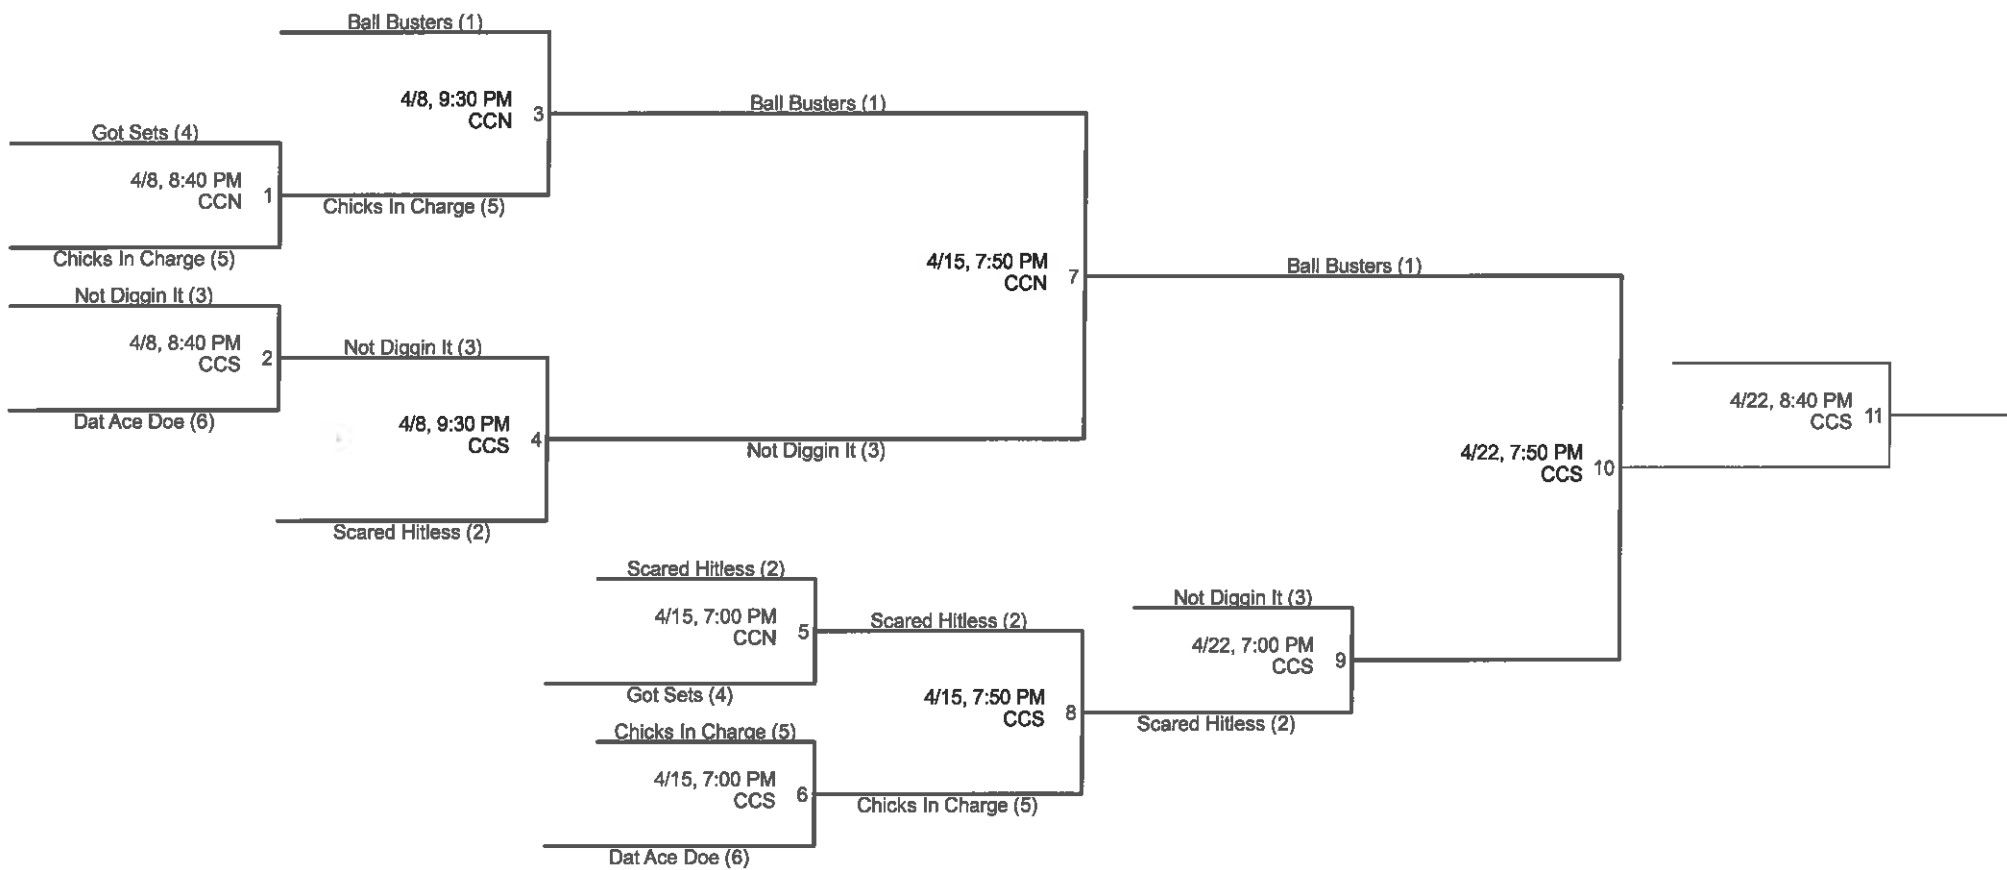 Ball Busters (1)
4/8, 9:30 PM
CCN
3
Ball Busters (1)
Got Sets (4)
4/8, 8:40 PM
CCN
1
Chicks In Charge (5)
Chicks In Charge (5)
4/15, 7:50 PM
CCN
7
Ball Busters (1)
Not Diggin It (3)
4/8, 8:40 PM
CCS
2
Not Diggin It (3)
Dat Ace Doe (6)
4/8, 9:30 PM
CCS
4
Not Diggin It (3)
Scared Hitless (2)
4/22, 8:40 PM
CCS
11
4/22, 7:50 PM
CCS
10
Scared Hitless (2)
4/15, 7:00 PM
CCN
5
Scared Hitless (2)
Got Sets (4)
Not Diggin It (3)
4/22, 7:00 PM
CCS
9
4/15, 7:50 PM
CCS
8
Scared Hitless (2)
Chicks In Charge (5)
4/15, 7:00 PM
CCS
6
Chicks In Charge (5)
Dat Ace Doe (6)